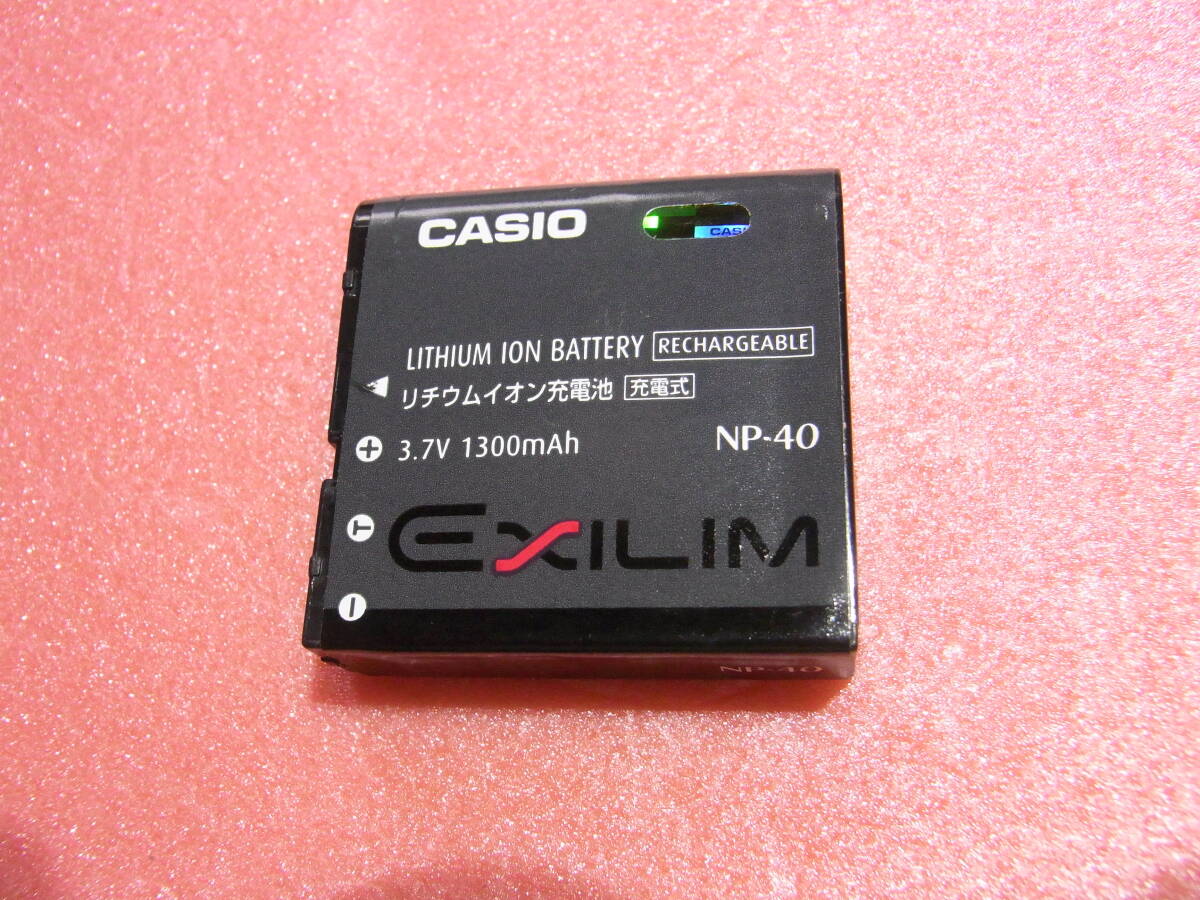 CASIO
CASI
LITHIUM ION BATTERY RECHARGEABLE
リチウムイオン充電池 充電式
+ 3.7V 1300mAh NP-40
T
EXILIM
−
NP-40